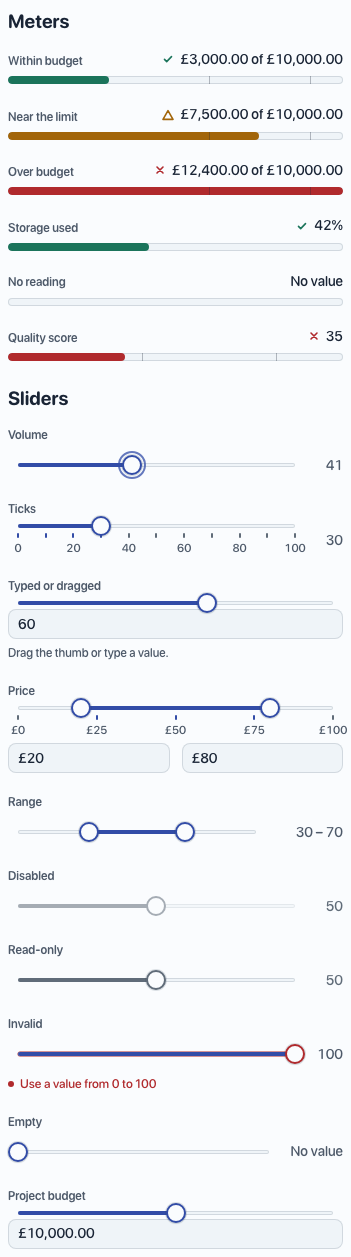 Meters
Within budget £3,000.00 of £10,000.00
Near the limit £7,500.00 of £10,000.00
Over budget £12,400.00 of £10,000.00
Storage used 42%
No reading No value
Quality score 35
Sliders
Volume
41
Ticks
0 20 40 60 80 100
30
Typed or dragged
60
Drag the thumb or type a value.
Price
£0 £25 £50 £75 £100
£20 £80
Range
30 – 70
Disabled
50
Read-only
50
Invalid
100
Use a value from 0 to 100
Empty
No value
Project budget
£10,000.00